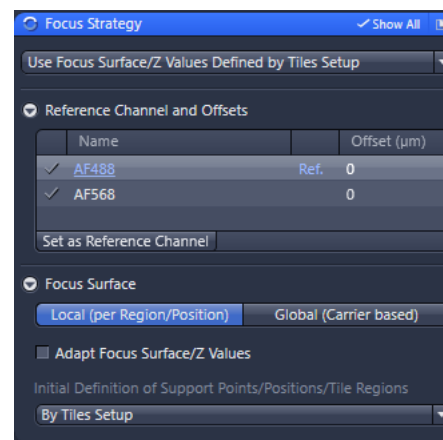 Focus Strategy
Show All
Use Focus Surface/Z Values Defined by Tiles Setup
Reference Channel and Offsets
Name Offset (μm)
AF488 Ref. 0
AF568 0
Set as Reference Channel
Focus Surface
Local (per Region/Position) Global (Carrier based)
Adapt Focus Surface/Z Values
Initial Definition of Support Points/Positions/Tile Regions
By Tiles Setup